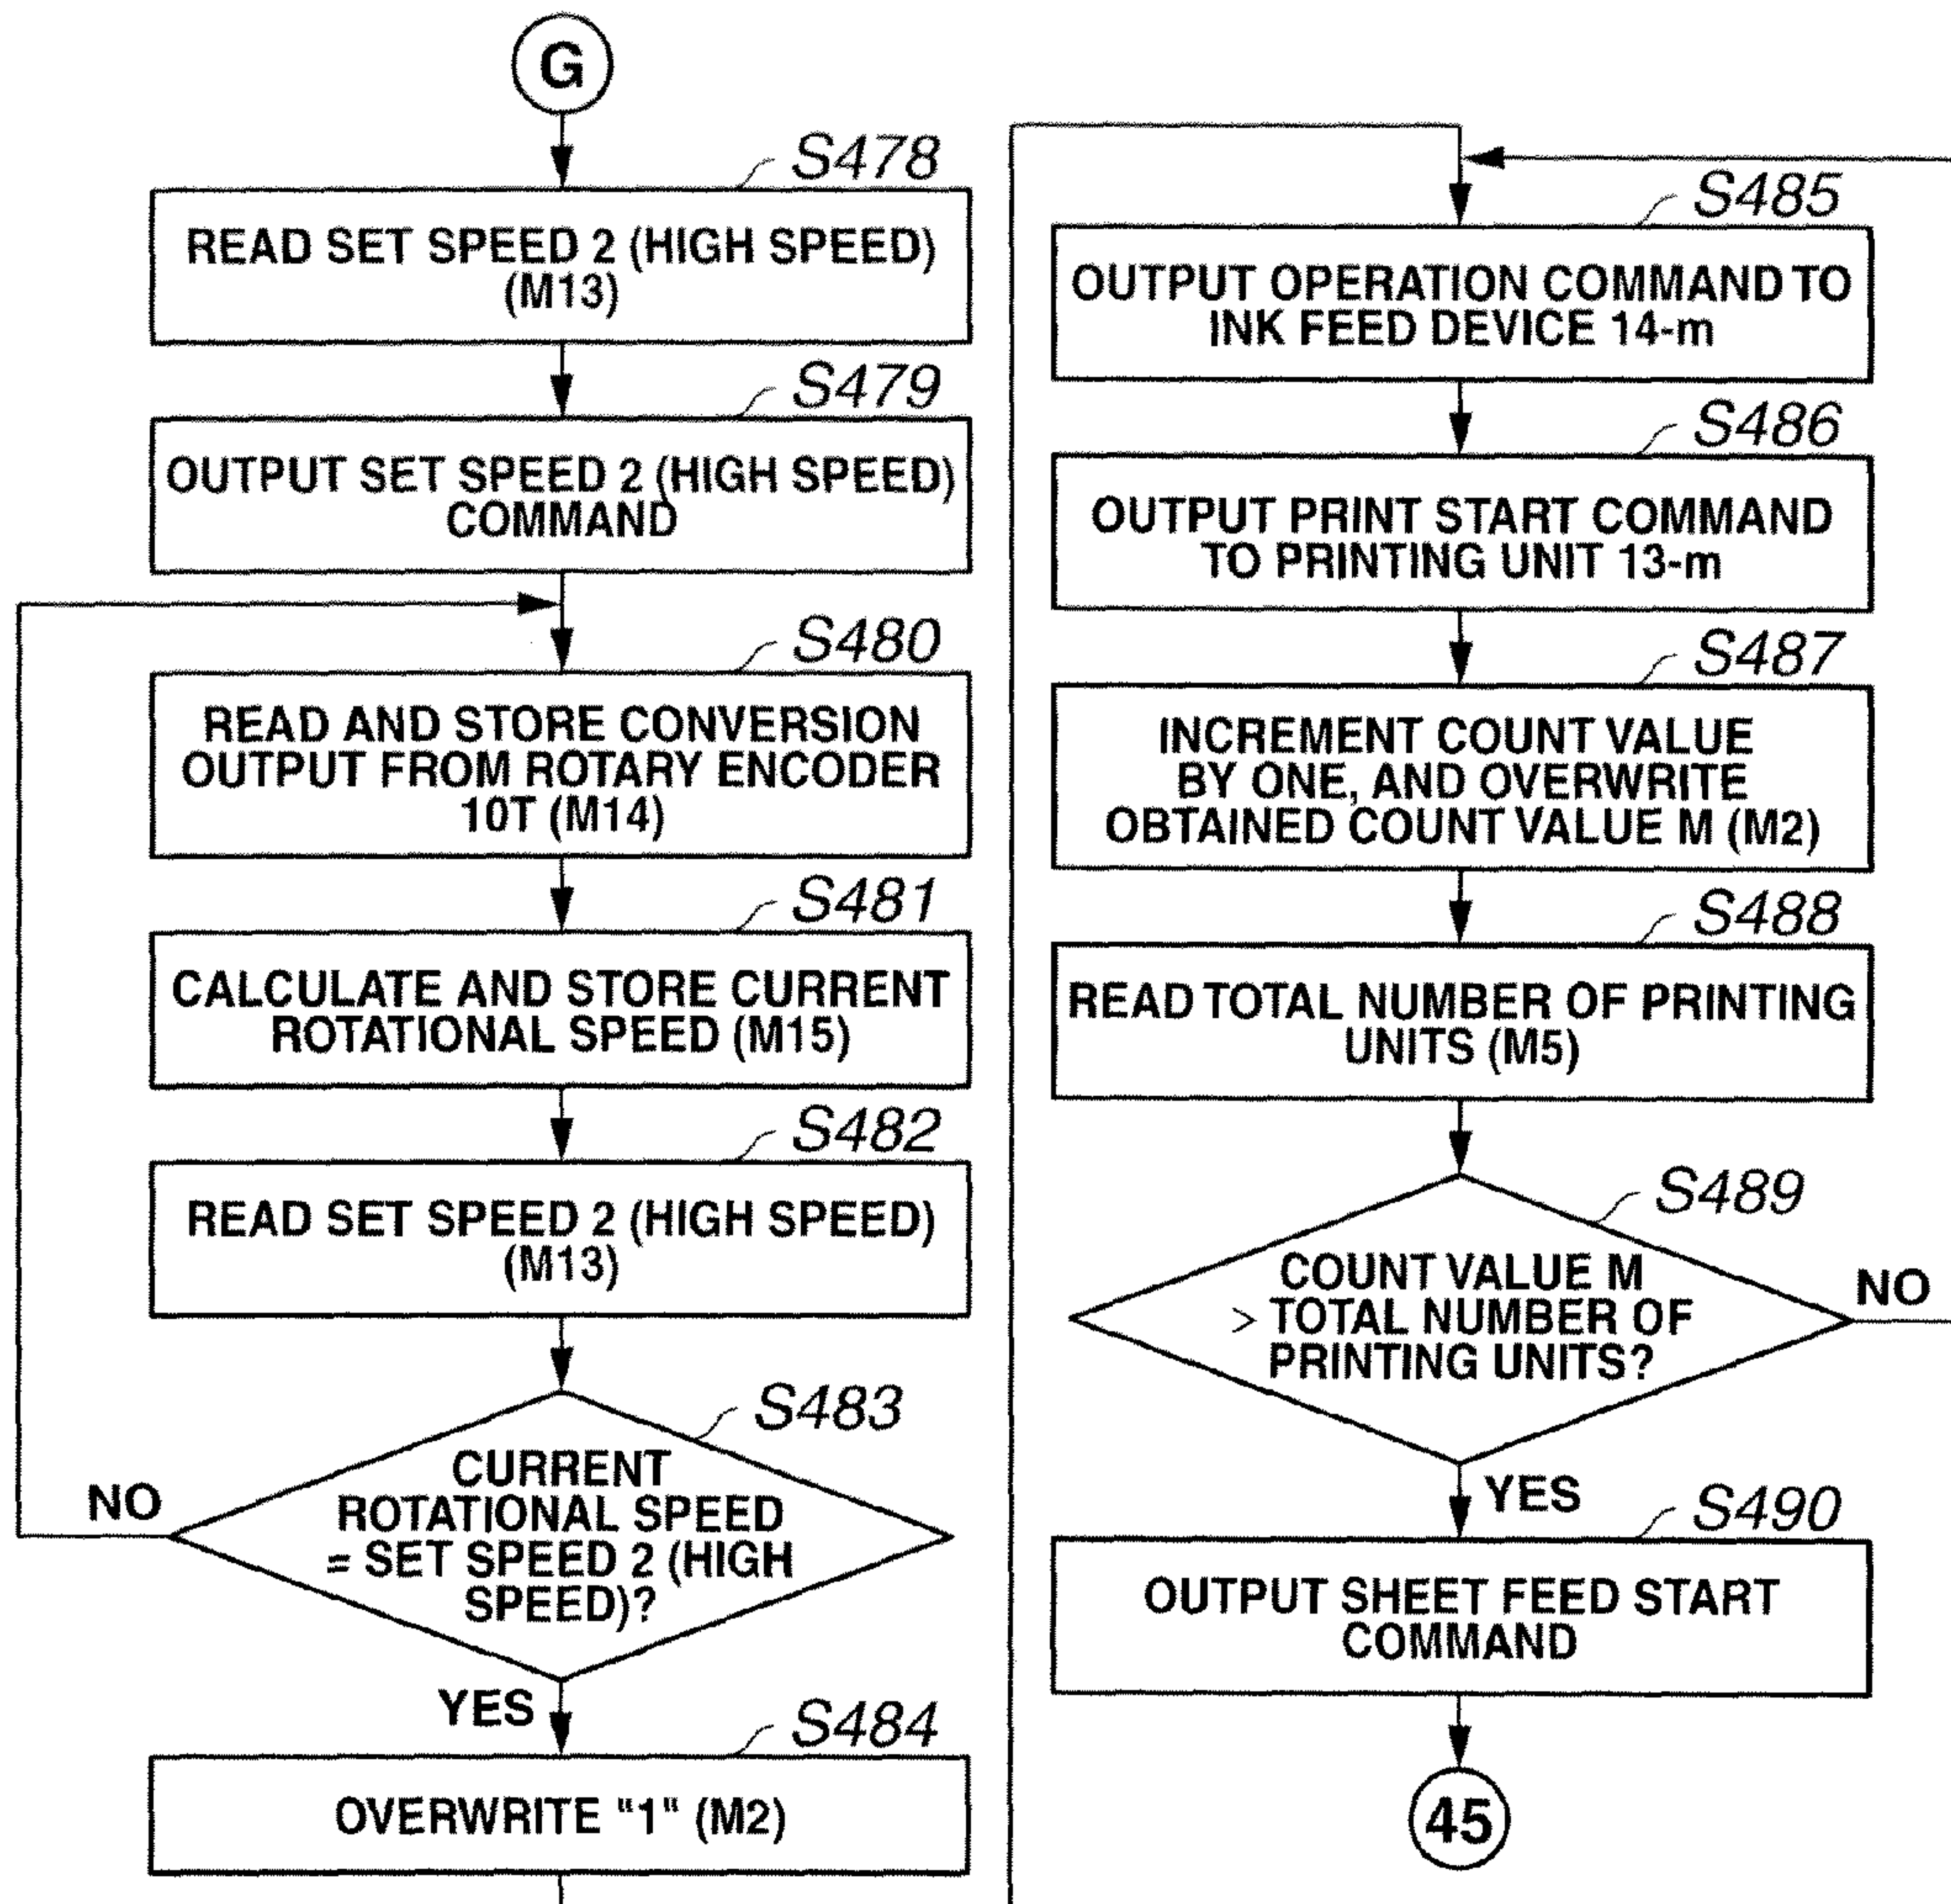 G
S478
READ SET SPEED 2 (HIGH SPEED)
(M13)
S479
OUTPUT SET SPEED 2 (HIGH SPEED)
COMMAND
S480
READ AND STORE CONVERSION
OUTPUT FROM ROTARY ENCODER
10T (M14)
S481
CALCULATE AND STORE CURRENT
ROTATIONAL SPEED (M15)
S482
READ SET SPEED 2 (HIGH SPEED)
(M13)
S483
CURRENT
ROTATIONAL SPEED
= SET SPEED 2 (HIGH
SPEED)?
NO
YES
S484
OVERWRITE "1" (M2)
S485
OUTPUT OPERATION COMMAND TO
INK FEED DEVICE 14-m
S486
OUTPUT PRINT START COMMAND
TO PRINTING UNIT 13-m
S487
INCREMENT COUNT VALUE
BY ONE, AND OVERWRITE
OBTAINED COUNT VALUE M (M2)
S488
READ TOTAL NUMBER OF PRINTING
UNITS (M5)
S489
COUNT VALUE M
> TOTAL NUMBER OF
PRINTING UNITS?
NO
YES
S490
OUTPUT SHEET FEED START
COMMAND
45